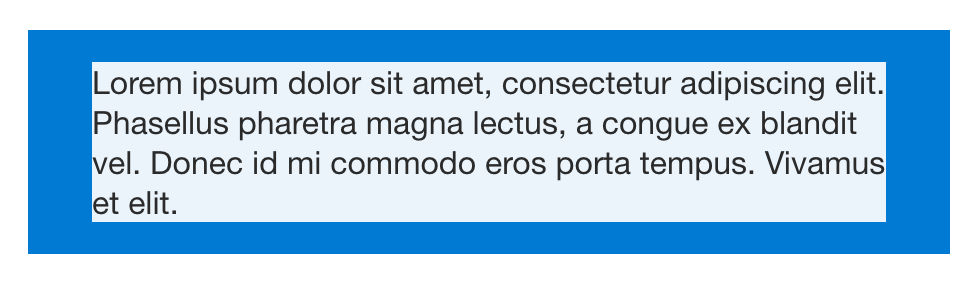 Lorem ipsum dolor sit amet, consectetur adipiscing elit.
Phasellus pharetra magna lectus, a congue ex blandit
vel. Donec id mi commodo eros porta tempus. Vivamus
et elit.